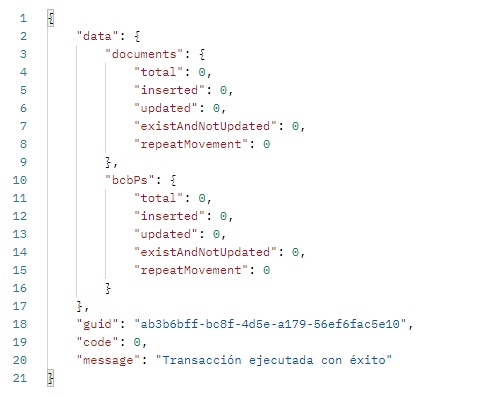 1 {
2 "data": {
3 "documents": {
4 "total": 0,
5 "inserted": 0,
6 "updated": 0,
7 "existAndNotUpdated": 0,
8 "repeatMovement": 0
9 },
10 "bcbPs": {
11 "total": 0,
12 "inserted": 0,
13 "updated": 0,
14 "existAndNotUpdated": 0,
15 "repeatMovement": 0
16 }
17 },
18 "guid": "ab3b6bff-bc8f-4d5e-a179-56ef6fac5e10",
19 "code": 0,
20 "message": "Transacción ejecutada con éxito"
21 }